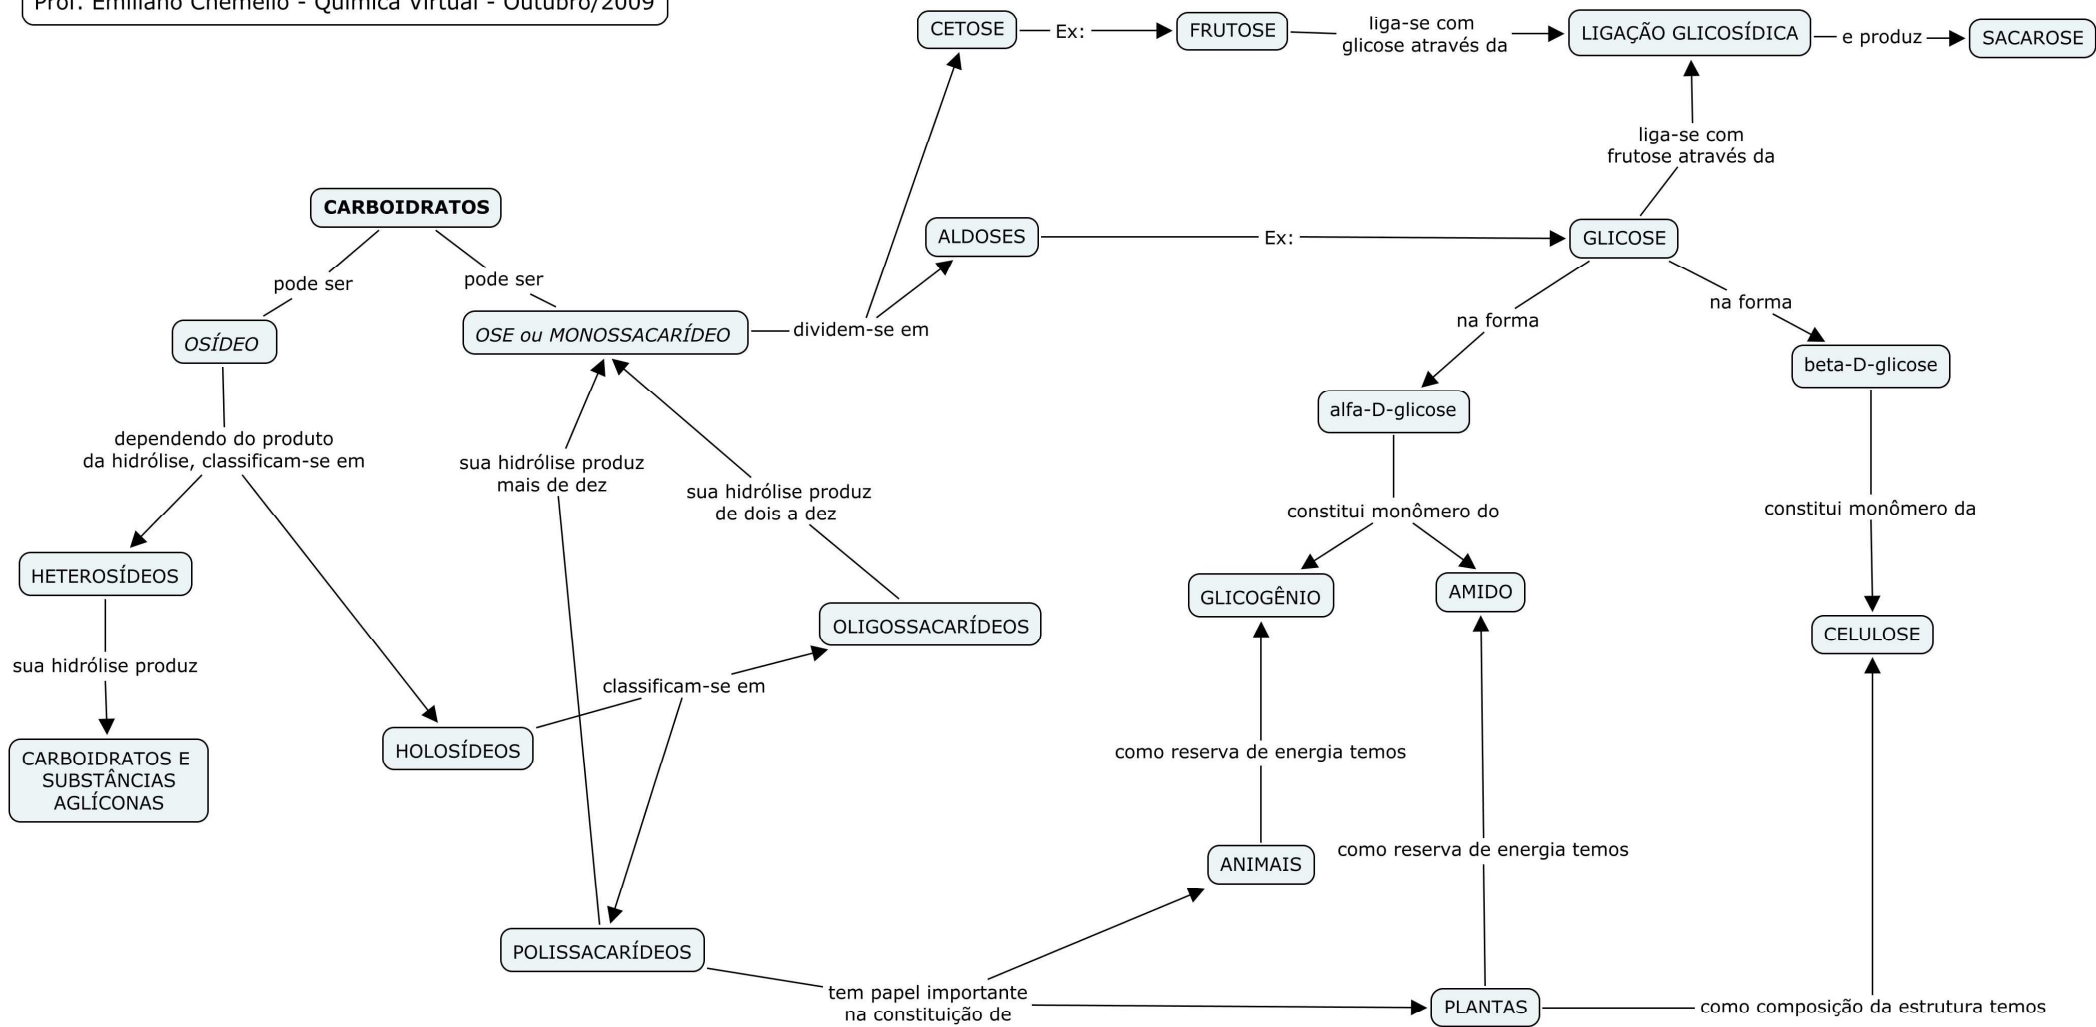 Prof. Emiliano Chemello - Química Virtual - Outubro/2009
CETOSE
Ex:
FRUTOSE
liga-se com
glicose através da
LIGAÇÃO GLICOSÍDICA
e produz
SACAROSE
liga-se com
frutose através da
CARBOIDRATOS
ALDOSES
Ex:
GLICOSE
pode ser
pode ser
na forma
na forma
OSÍDEO
OSE ou MONOSSACARÍDEO
dividem-se em
beta-D-glicose
alfa-D-glicose
dependendo do produto
da hidrólise, classificam-se em
sua hidrólise produz
mais de dez
sua hidrólise produz
de dois a dez
constitui monômero do
constitui monômero da
HETEROSÍDEOS
GLICOGÊNIO
AMIDO
OLIGOSSACARÍDEOS
CELULOSE
sua hidrólise produz
classificam-se em
HOLOSÍDEOS
CARBOIDRATOS E
SUBSTÂNCIAS
AGLÍCONAS
como reserva de energia temos
como reserva de energia temos
ANIMAIS
POLISSACARÍDEOS
tem papel importante
na constituição de
PLANTAS
como composição da estrutura temos